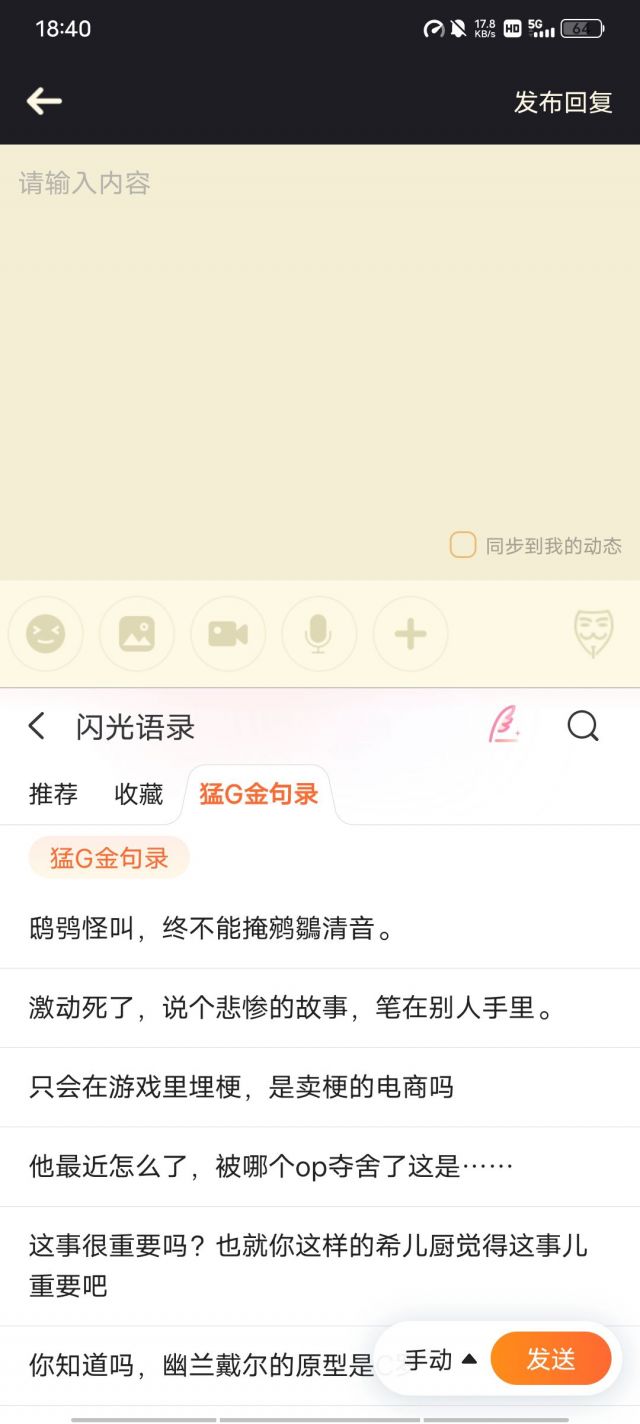 18:40
17.8
KB/s
HD
5G
64
发布回复
请输入内容
同步到我的动态
闪光语录
推荐
收藏
猛G金句录
猛G金句录
鸱鸮怪叫，终不能掩鹓鶵清音。
激动死了，说个悲惨的故事，笔在别人手里。
只会在游戏里埋梗，是卖梗的电商吗
他最近怎么了，被哪个op夺舍了这是……
这事很重要吗？也就你这样的希儿厨觉得这事儿
重要吧
你知道吗，幽兰戴尔的原型是
手动
发送